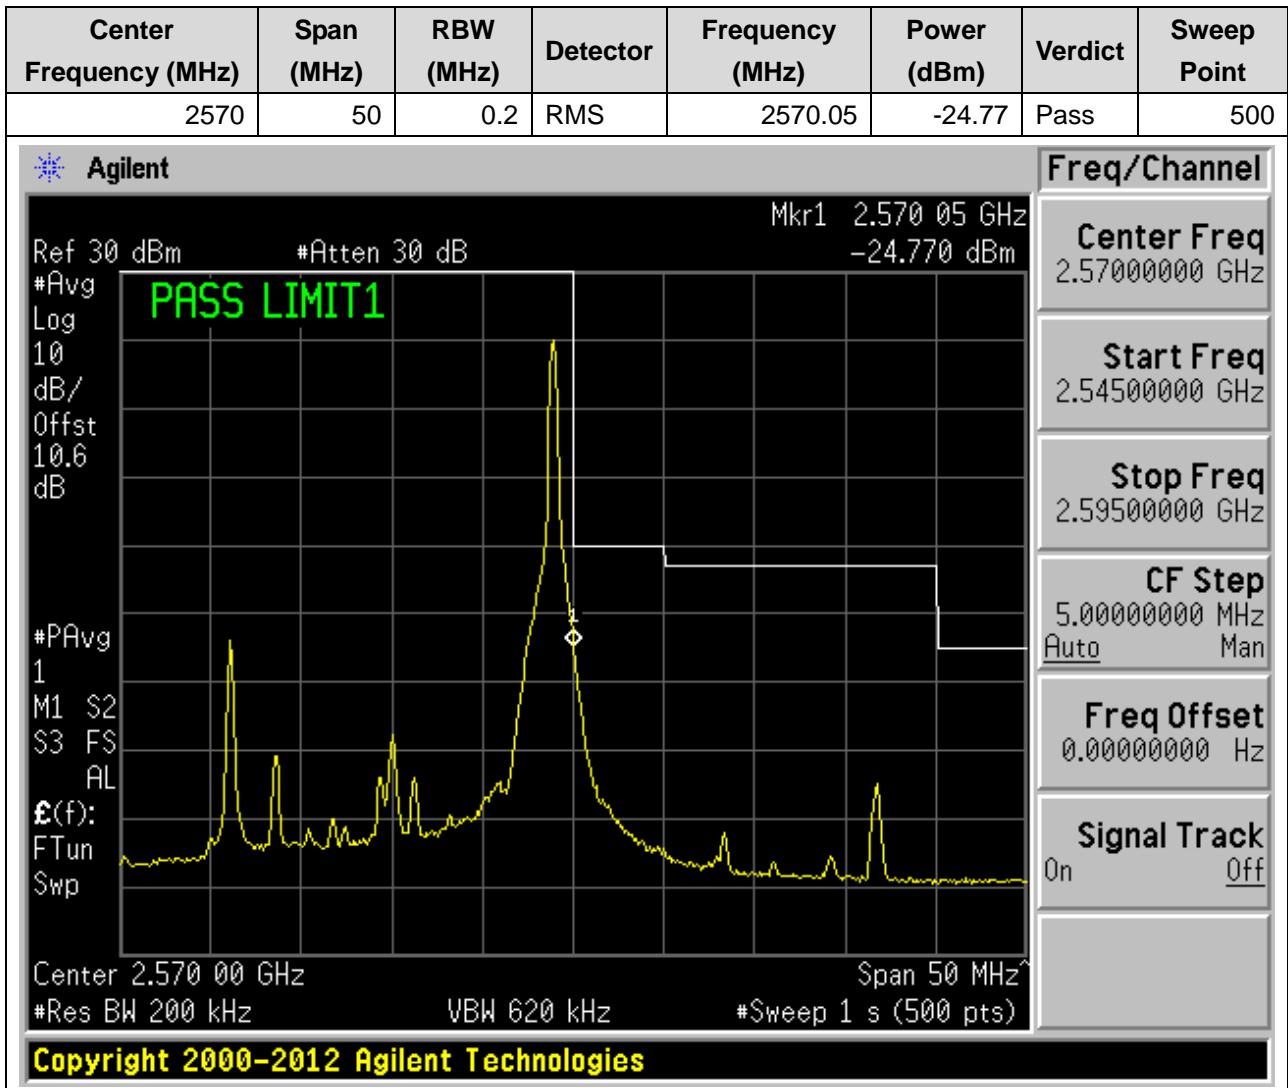 Center Frequency (MHz) Span (MHz) RBW (MHz) Detector Frequency (MHz) Power (dBm) Verdict Sweep Point
2570 50 0.2 RMS 2570.05 -24.77 Pass 500
Agilent
Freq/Channel
Mkr1 2.570 05 GHz
Ref 30 dBm #Atten 30 dB -24.770 dBm
#Avg
Log
10
dB/
Offst
10.6
dB
PASS LIMIT1
1
#PAvg
1
M1 S2
S3 FS
AL
£(f):
FTun
Swp
Center 2.570 00 GHz Span 50 MHz^
#Res BW 200 kHz VBW 620 kHz #Sweep 1 s (500 pts)
Center Freq
2.57000000 GHz
Start Freq
2.54500000 GHz
Stop Freq
2.59500000 GHz
CF Step
5.00000000 MHz
Auto Man
Freq Offset
0.00000000 Hz
Signal Track
On Off
Copyright 2000-2012 Agilent Technologies